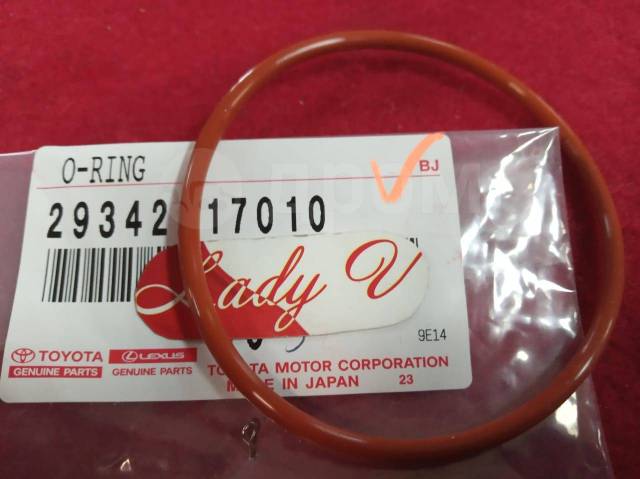 O-RING
BJ
29342 17010
Lady V
9E14
TOYOTA LEXUS TOYOTA MOTOR CORPORATION
GENUINE PARTS GENUINE PARTS MADE IN JAPAN 23